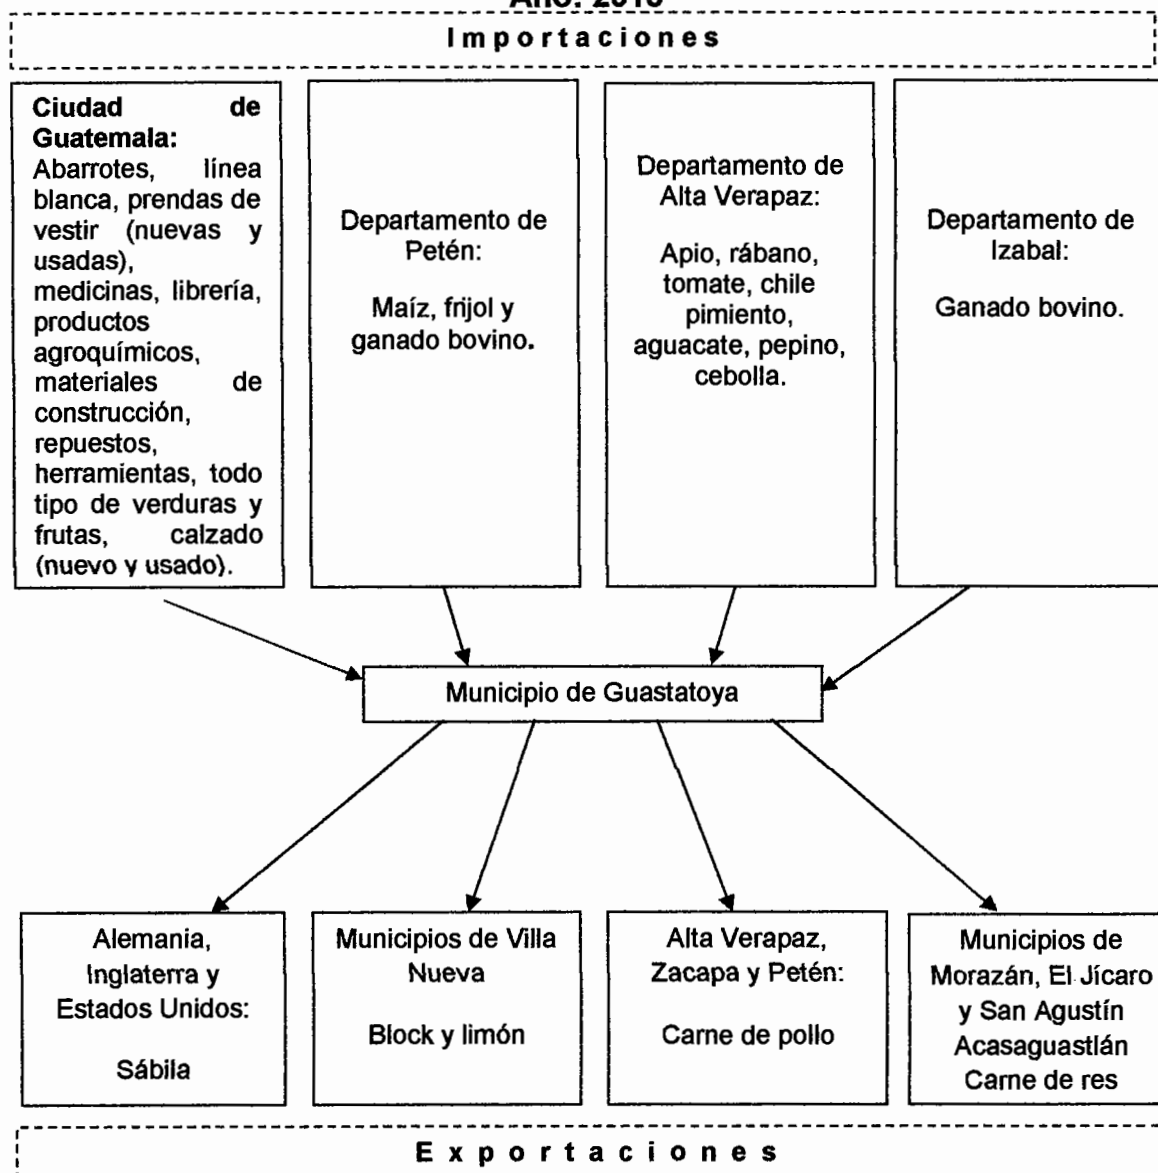 I m p o r t a c i o n e s
Ciudad de
Guatemala:
Abarrotes, línea
blanca, prendas de
vestir (nuevas y
usadas),
medicinas, librería,
productos
agroquímicos,
materiales de
construcción,
repuestos,
herramientas, todo
tipo de verduras y
frutas, calzado
(nuevo y usado).
Departamento de
Petén:
Maíz, frijol y
ganado bovino.
Departamento de
Alta Verapaz:
Apio, rábano,
tomate, chile
pimiento,
aguacate, pepino,
cebolla.
Departamento de
Izabal:
Ganado bovino.
Municipio de Guastatoya
Alemania,
Inglaterra y
Estados Unidos:
Sábila
Municipios de Villa
Nueva
Block y limón
Alta Verapaz,
Zacapa y Petén:
Carne de pollo
Municipios de
Morazán, El Jícaro
y San Agustín
Acasaguastlán
Carne de res
E x p o r t a c i o n e s